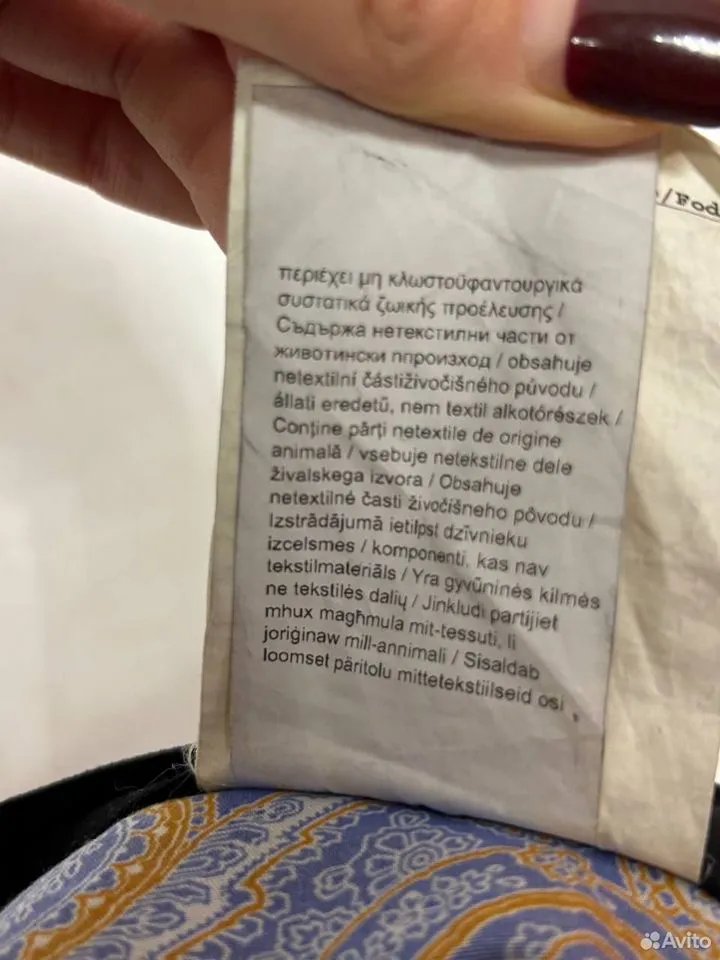 /Fod
περιέχει μη κλωστοϋφαντουργικά
συστατικά ζωικής προέλευσης /
Съдържа нетекстилни части от
животински ппроизход / obsahuje
netextilní částiživočišného původu /
állati eredetű, nem textil alkotórészek /
Conţine părţi netextile de origine
animală / vsebuje netekstilne dele
živalskega izvora / Obsahuje
netextilné časti živočišneho pôvodu /
Izstrādājumā ietilpst dzīvnieku
izcelsmes / komponenti, kas nav
tekstilmateriāls / Yra gyvūninės kilmės
ne tekstilės dalių / Jinkludi partijiet
mhux magħmula mit-tessuti, li
joriġinaw mill-annimali / Sisaldab
loomset päritolu mittetekstiilseid osi ,
Avito